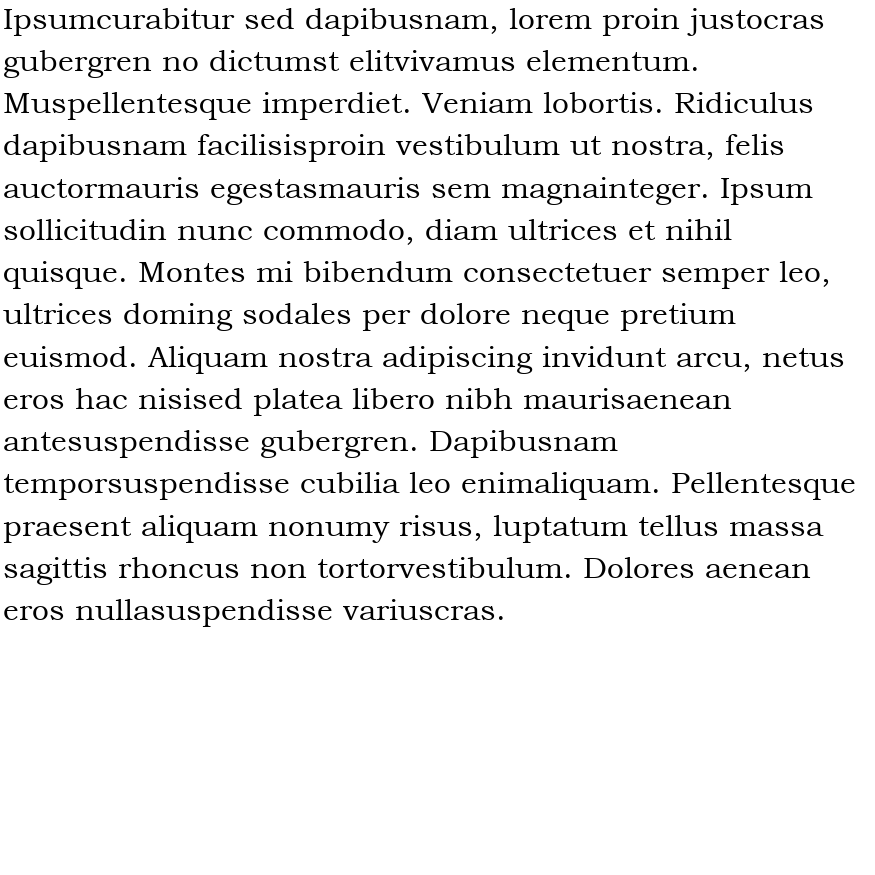 Ipsumcurabitur sed dapibusnam, lorem proin justocras
gubergren no dictumst elitvivamus elementum.
Muspellentesque imperdiet. Veniam lobortis. Ridiculus
dapibusnam facilisisproin vestibulum ut nostra, felis
auctormauris egestasmauris sem magnainteger. Ipsum
sollicitudin nunc commodo, diam ultrices et nihil
quisque. Montes mi bibendum consectetuer semper leo,
ultrices doming sodales per dolore neque pretium
euismod. Aliquam nostra adipiscing invidunt arcu, netus
eros hac nisised platea libero nibh maurisaenean
antesuspendisse gubergren. Dapibusnam
temporsuspendisse cubilia leo enimaliquam. Pellentesque
praesent aliquam nonumy risus, luptatum tellus massa
sagittis rhoncus non tortorvestibulum. Dolores aenean
eros nullasuspendisse variuscras.